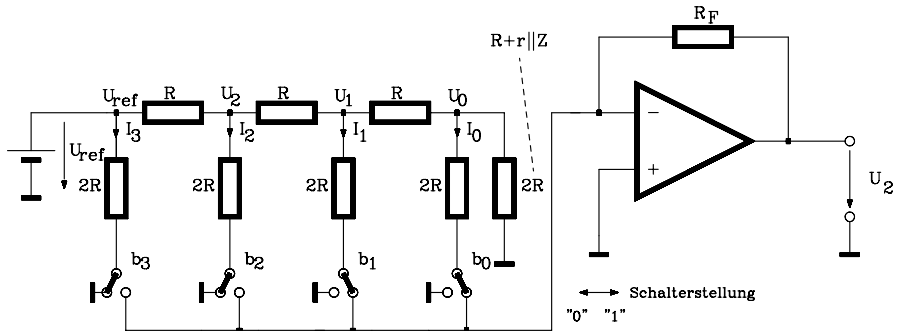 R_F
R+r||Z
U_ref R U_2 R U_1 R U_0
I_3 I_2 I_1 I_0
U_ref
2R 2R 2R 2R 2R
−
+
U_2
b_3 b_2 b_1 b_0
Schalterstellung
"0" "1"